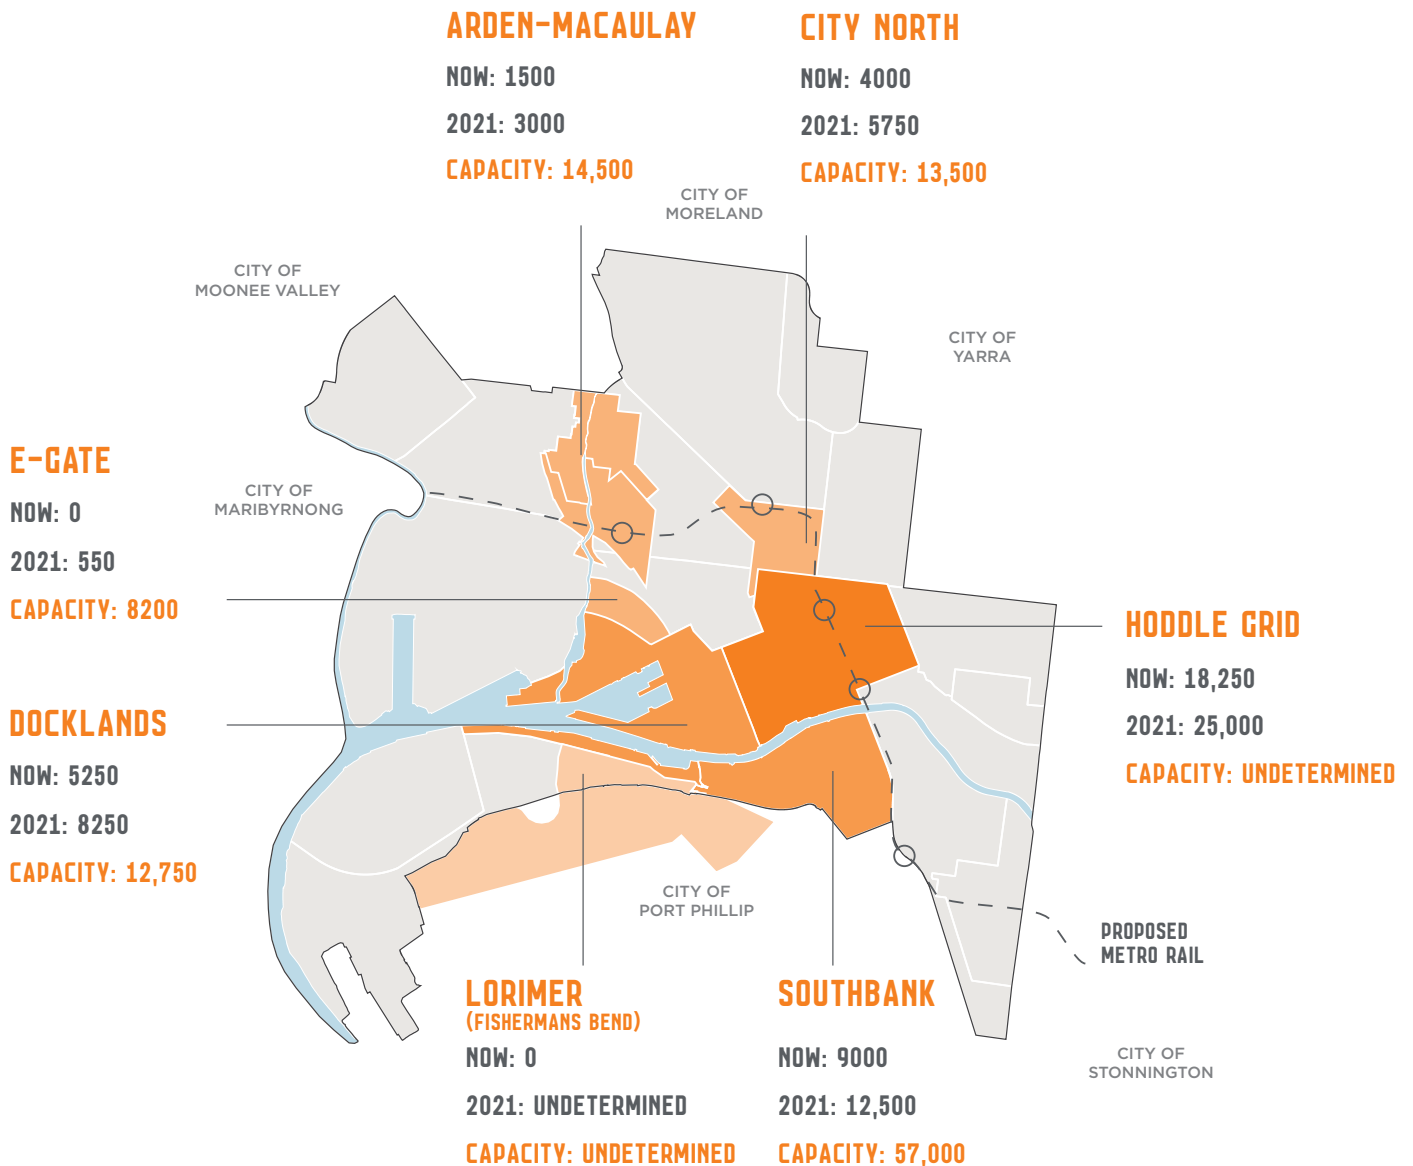 ARDEN-MACAULAY
NOW: 1500
2021: 3000
CAPACITY: 14,500
CITY NORTH
NOW: 4000
2021: 5750
CAPACITY: 13,500
CITY OF
MORELAND
CITY OF
MOONEE VALLEY
CITY OF
YARRA
E-GATE
NOW: 0
2021: 550
CAPACITY: 8200
CITY OF
MARIBYRNONG
HODDLE GRID
NOW: 18,250
2021: 25,000
CAPACITY: UNDETERMINED
DOCKLANDS
NOW: 5250
2021: 8250
CAPACITY: 12,750
CITY OF
PORT PHILLIP
PROPOSED
METRO RAIL
LORIMER
(FISHERMANS BEND)
NOW: 0
2021: UNDETERMINED
CAPACITY: UNDETERMINED
SOUTHBANK
NOW: 9000
2021: 12,500
CAPACITY: 57,000
CITY OF
STONNINGTON